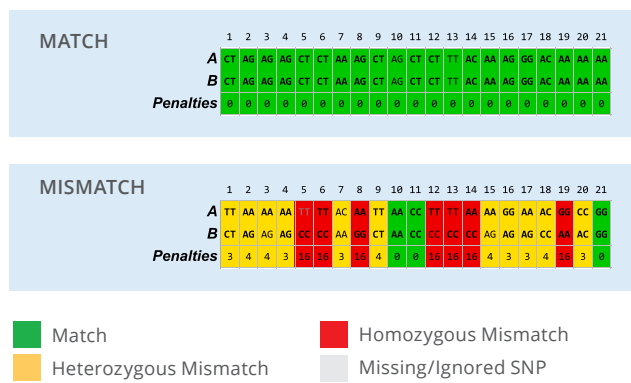 MATCH
1 2 3 4 5 6 7 8 9 10 11 12 13 14 15 16 17 18 19 20 21
A CT AG AG AG CT CT AA AG CT AG CT CT TT AC AA AG GG AC AA AA AA
B CT AG AG AG CT CT AA AG CT AG CT CT TT AC AA AG GG AC AA AA AA
Penalties 0 0 0 0 0 0 0 0 0 0 0 0 0 0 0 0 0 0 0 0 0
MISMATCH
1 2 3 4 5 6 7 8 9 10 11 12 13 14 15 16 17 18 19 20 21
A TT AA AA AA TT TT AC AA TT AA CC TT TT AA AA GG AA AC GG CC GG
B CT AG AG AG CC CC AA GG CT AA CC CC CC CC AG AG AG CC AA AC GG
Penalties 3 4 4 3 16 16 3 16 4 0 0 16 16 16 4 3 3 4 16 3 0
Match
Homozygous Mismatch
Heterozygous Mismatch
Missing/Ignored SNP